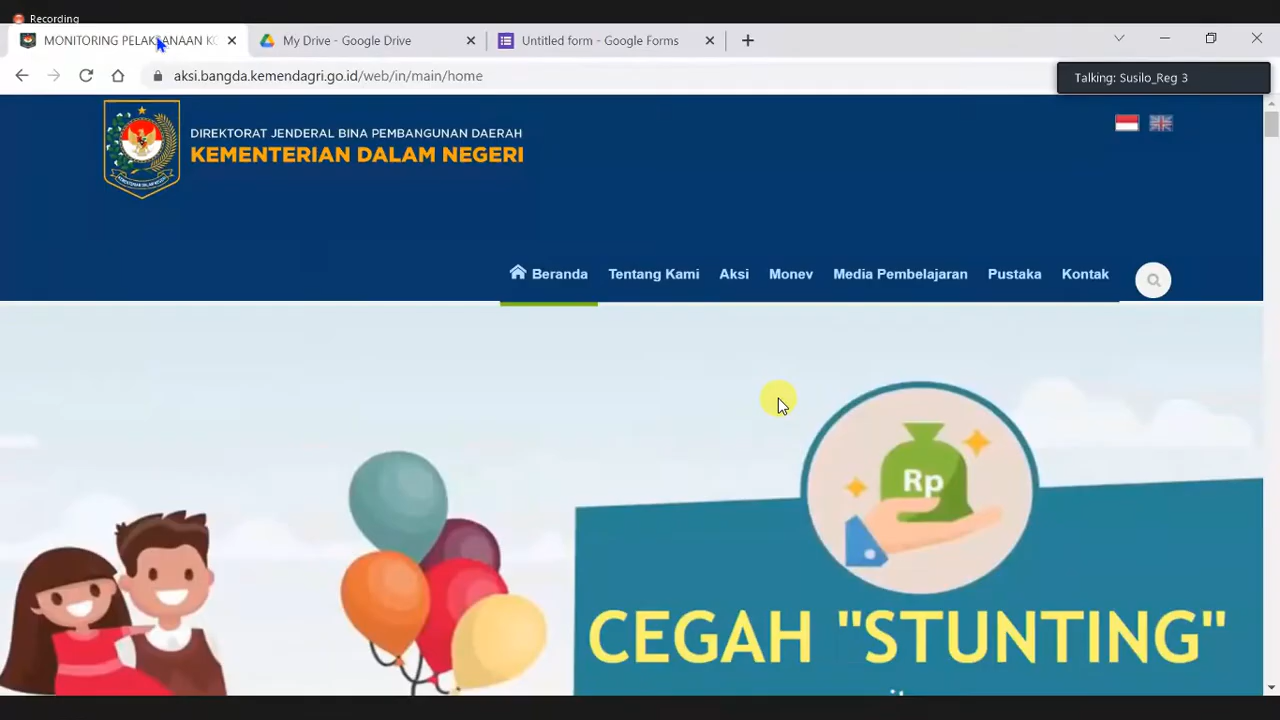 Recording
MONITORING PELAKSANAAN KO
My Drive - Google Drive
Untitled form - Google Forms
aksi.bangda.kemendagri.go.id/web/in/main/home
Talking: Susilo_Reg 3
DIREKTORAT JENDERAL BINA PEMBANGUNAN DAERAH
KEMENTERIAN DALAM NEGERI
Beranda Tentang Kami Aksi Monev Media Pembelajaran Pustaka Kontak
Rp
CEGAH "STUNTING"